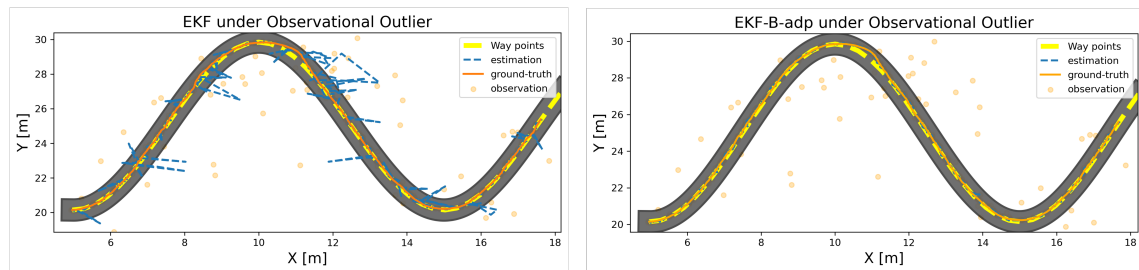 EKF under Observational Outlier
Y [m]
30
28
26
24
22
20
6
8
10
12
14
16
18
X [m]
Way points
estimation
ground-truth
observation
EKF-B-adp under Observational Outlier
Y [m]
30
28
26
24
22
20
6
8
10
12
14
16
18
X [m]
Way points
estimation
ground-truth
observation